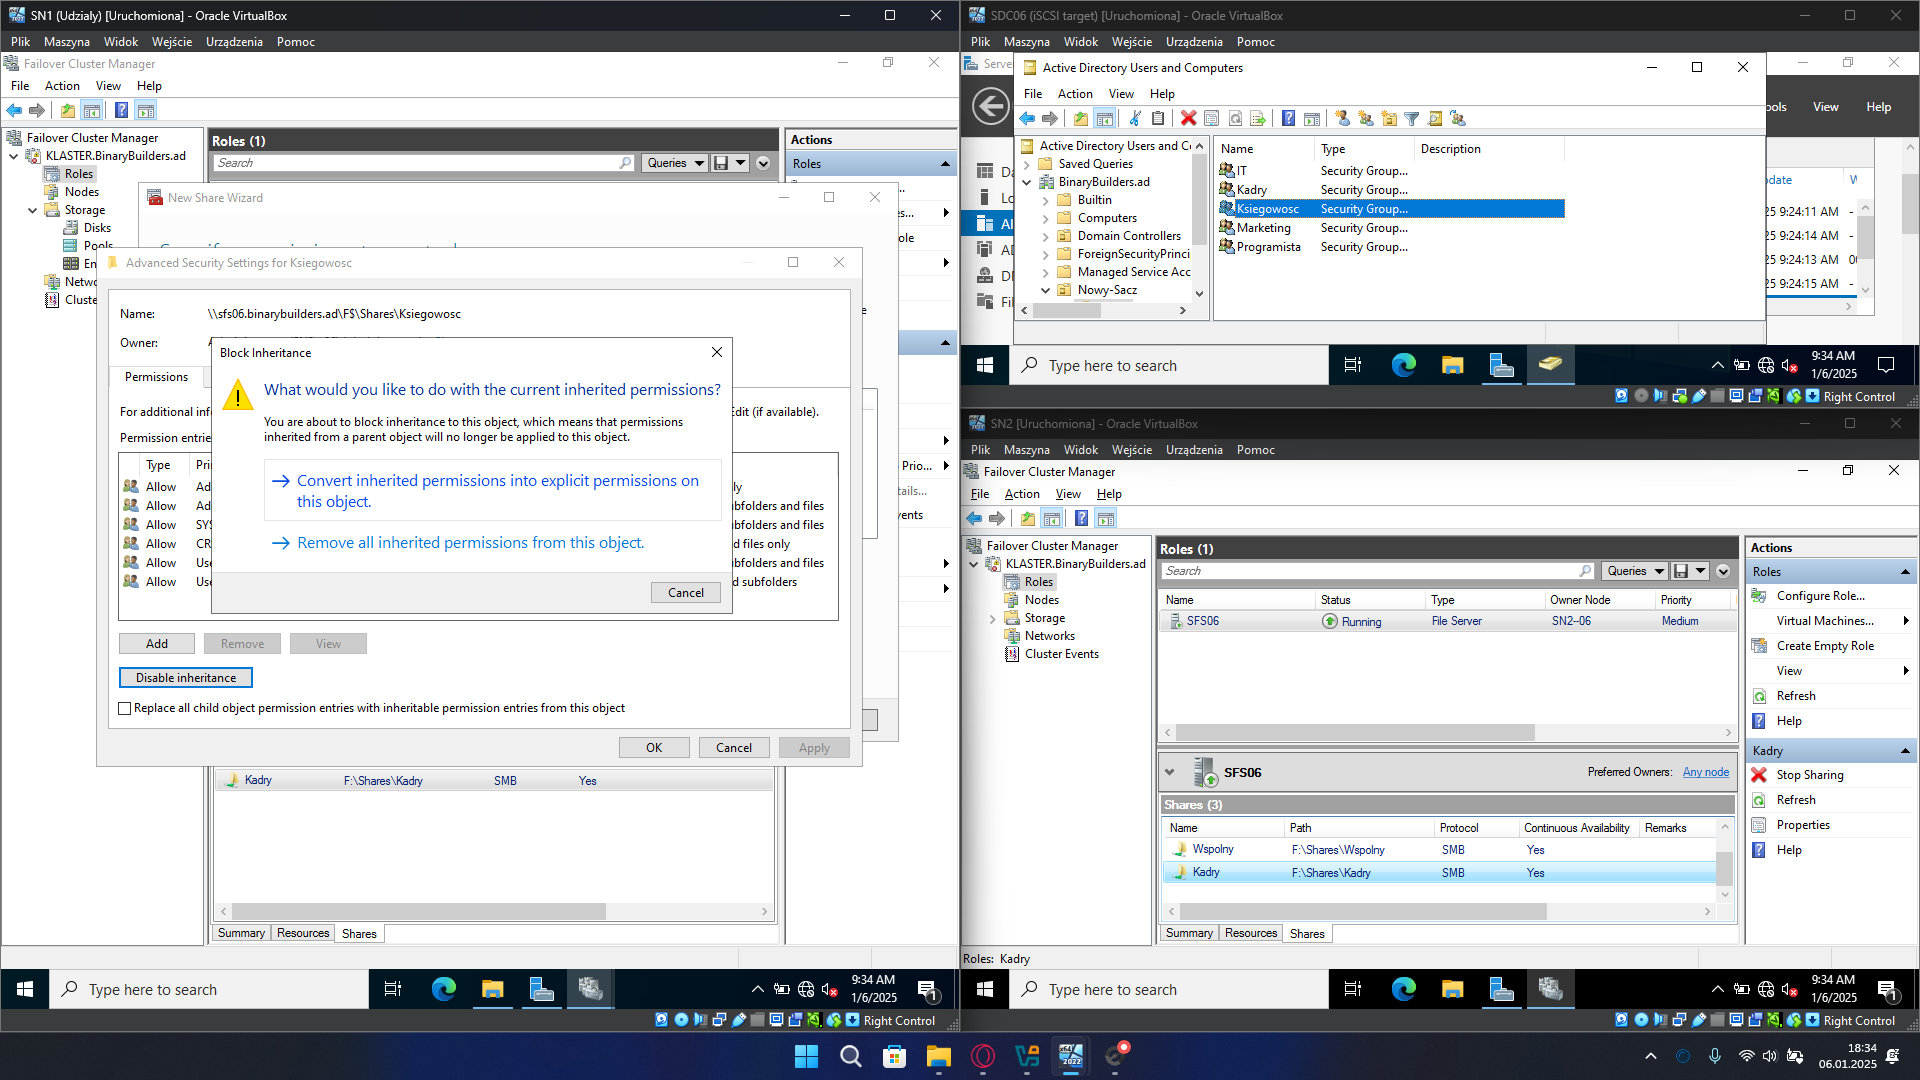 SN1 (Udzialy) [Uruchomiona] - Oracle VirtualBox
Plik Maszyna Widok Wejście Urządzenia Pomoc
Failover Cluster Manager
File Action View Help
Failover Cluster Manager
KLASTER.BinaryBuilders.ad
Roles
Nodes
Storage
Disks
Pools
En
Netwo
Cluste
Roles (1)
Search
Queries
Actions
Roles
New Share Wizard
Advanced Security Settings for Ksiegowosc
Name: \\sfs06.binarybuilders.ad\F$\Shares\Ksiegowosc
Owner:
Permissions
For additional inf
Edit (if available).
Permission entrie
Type Pri
Allow Ad
Allow Ad
bfolders and files
Allow SYS
bfolders and files
Allow CR
d files only
Allow Use
bfolders and files
Allow Use
d subfolders
Block Inheritance
What would you like to do with the current inherited permissions?
You are about to block inheritance to this object, which means that permissions
inherited from a parent object will no longer be applied to this object.
Convert inherited permissions into explicit permissions on
this object.
Remove all inherited permissions from this object.
Cancel
Add Remove View
Disable inheritance
Replace all child object permission entries with inheritable permission entries from this object
OK Cancel Apply
Prio...
tails...
vents
Kadry F:\Shares\Kadry SMB Yes
Summary Resources Shares
Type here to search
9:34 AM
1/6/2025
1
Right Control
SDC06 (iSCSI target) [Uruchomiona] - Oracle VirtualBox
Plik Maszyna Widok Wejście Urządzenia Pomoc
Serve
Active Directory Users and Computers
File Action View Help
ools View Help
Active Directory Users and Co
Saved Queries
BinaryBuilders.ad
Builtin
Computers
Domain Controllers
ForeignSecurityPrinci
Managed Service Acc
Nowy-Sacz
Name Type Description
IT Security Group...
Kadry Security Group...
Ksiegowosc Security Group...
Marketing Security Group...
Programista Security Group...
Da
Lo
Al
AD
Fil
pdate
25 9:24:11 AM -
25 9:24:14 AM -
25 9:24:13 AM
25 9:24:15 AM -
Type here to search
9:34 AM
1/6/2025
Right Control
SN2 [Uruchomiona] - Oracle VirtualBox
Plik Maszyna Widok Wejście Urządzenia Pomoc
Failover Cluster Manager
File Action View Help
Failover Cluster Manager
KLASTER.BinaryBuilders.ad
Roles
Nodes
Storage
Networks
Cluster Events
Roles (1)
Search
Queries
Name Status Type Owner Node Priority
SFS06 Running File Server SN2--06 Medium
SFS06
Preferred Owners: Any node
Shares (3)
Name Path Protocol Continuous Availability Remarks
Wspolny F:\Shares\Wspolny SMB Yes
Kadry F:\Shares\Kadry SMB Yes
Summary Resources Shares
Actions
Roles
Configure Role...
Virtual Machines...
Create Empty Role
View
Refresh
Help
Kadry
Stop Sharing
Refresh
Properties
Help
Roles: Kadry
Type here to search
9:34 AM
1/6/2025
1
Right Control
18:34
06.01.2025